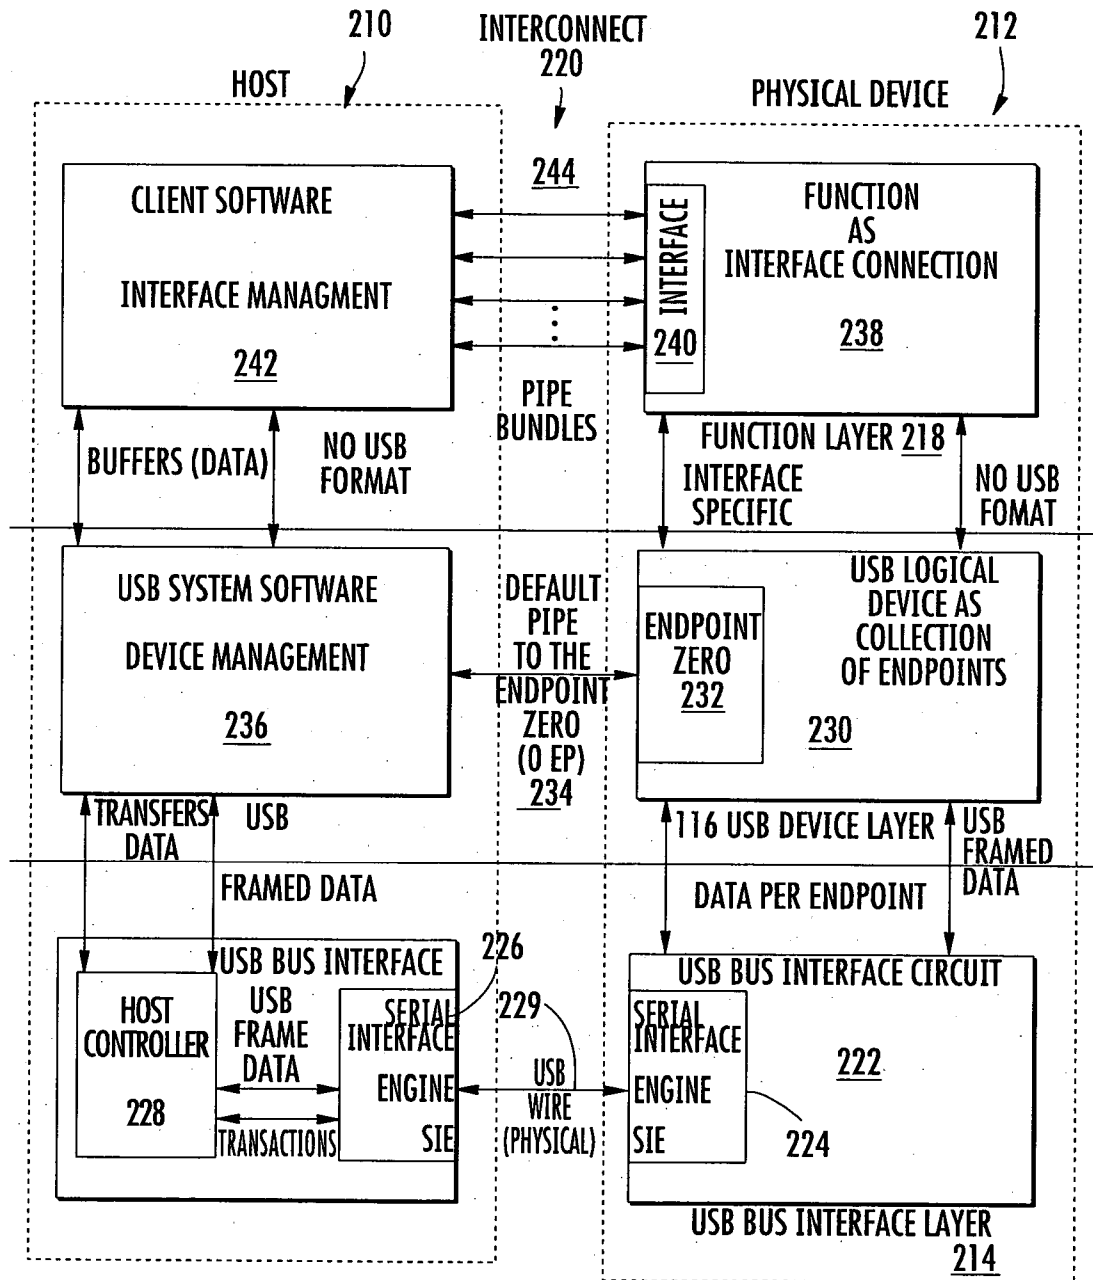 210
INTERCONNECT
220
212
HOST
PHYSICAL DEVICE
CLIENT SOFTWARE
INTERFACE MANAGMENT
242
244
PIPE
BUNDLES
INTERFACE
240
FUNCTION
AS
INTERFACE CONNECTION
238
BUFFERS (DATA)
NO USB
FORMAT
FUNCTION LAYER 218
INTERFACE
SPECIFIC
NO USB
FOMAT
USB SYSTEM SOFTWARE
DEVICE MANAGEMENT
236
DEFAULT
PIPE
TO THE
ENDPOINT
ZERO
(0 EP)
234
ENDPOINT
ZERO
232
USB LOGICAL
DEVICE AS
COLLECTION
OF ENDPOINTS
230
TRANSFERS
DATA
USB
FRAMED DATA
116 USB DEVICE LAYER
USB
FRAMED
DATA
DATA PER ENDPOINT
USB BUS INTERFACE
226
HOST
CONTROLLER
228
USB
FRAME
DATA
TRANSACTIONS
SERIAL
INTERFACE
ENGINE
SIE
229
USB
WIRE
(PHYSICAL)
USB BUS INTERFACE CIRCUIT
SERIAL
INTERFACE
ENGINE
SIE
222
224
USB BUS INTERFACE LAYER
214